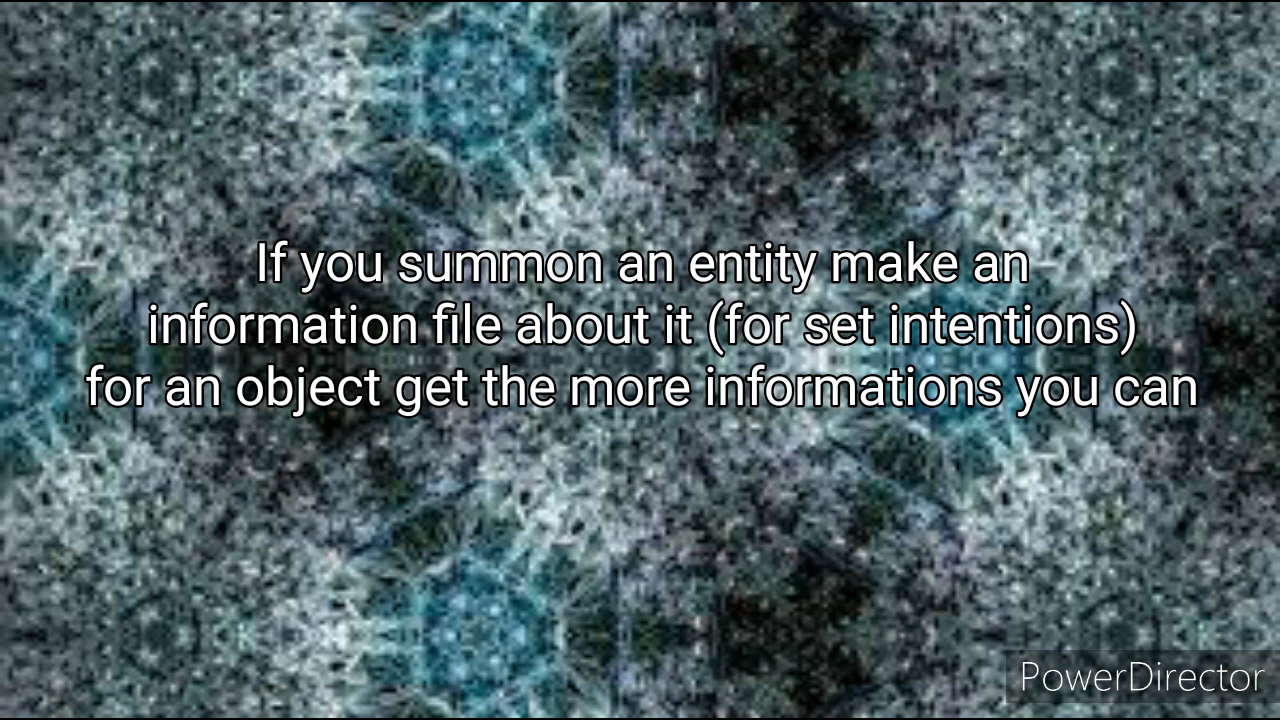 If you summon an entity make an
information file about it (for set intentions)
for an object get the more informations you can
PowerDirector